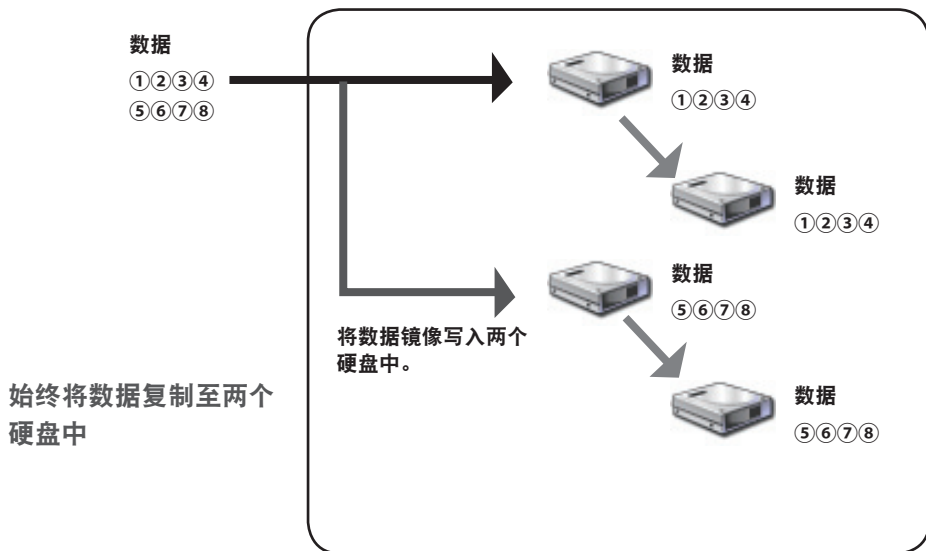 数据
①②③④
⑤⑥⑦⑧
数据
①②③④
数据
①②③④
数据
⑤⑥⑦⑧
将数据镜像写入两个
硬盘中。
数据
⑤⑥⑦⑧
始终将数据复制至两个
硬盘中